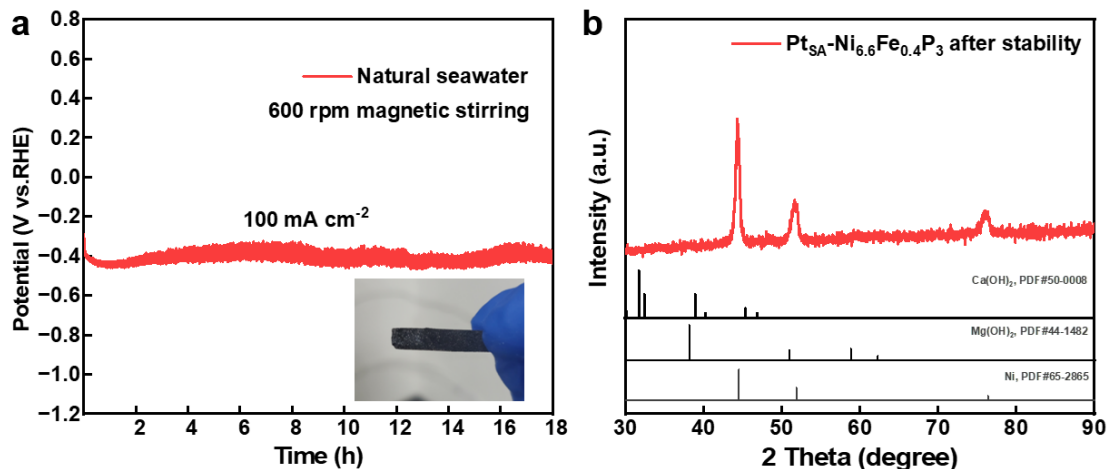 a
Natural seawater
600 rpm magnetic stirring
100 mA cm⁻²
Potential (V vs.RHE)
0.8
0.6
0.4
0.2
0.0
−0.2
−0.4
−0.6
−0.8
−1.0
−1.2
2 4 6 8 10 12 14 16 18
Time (h)
b
Pt_SA-Ni₆.₆Fe₀.₄P₃ after stability
Intensity (a.u.)
Ca(OH)₂, PDF#50-0008
Mg(OH)₂, PDF#44-1482
Ni, PDF#65-2865
30 40 50 60 70 80 90
2 Theta (degree)